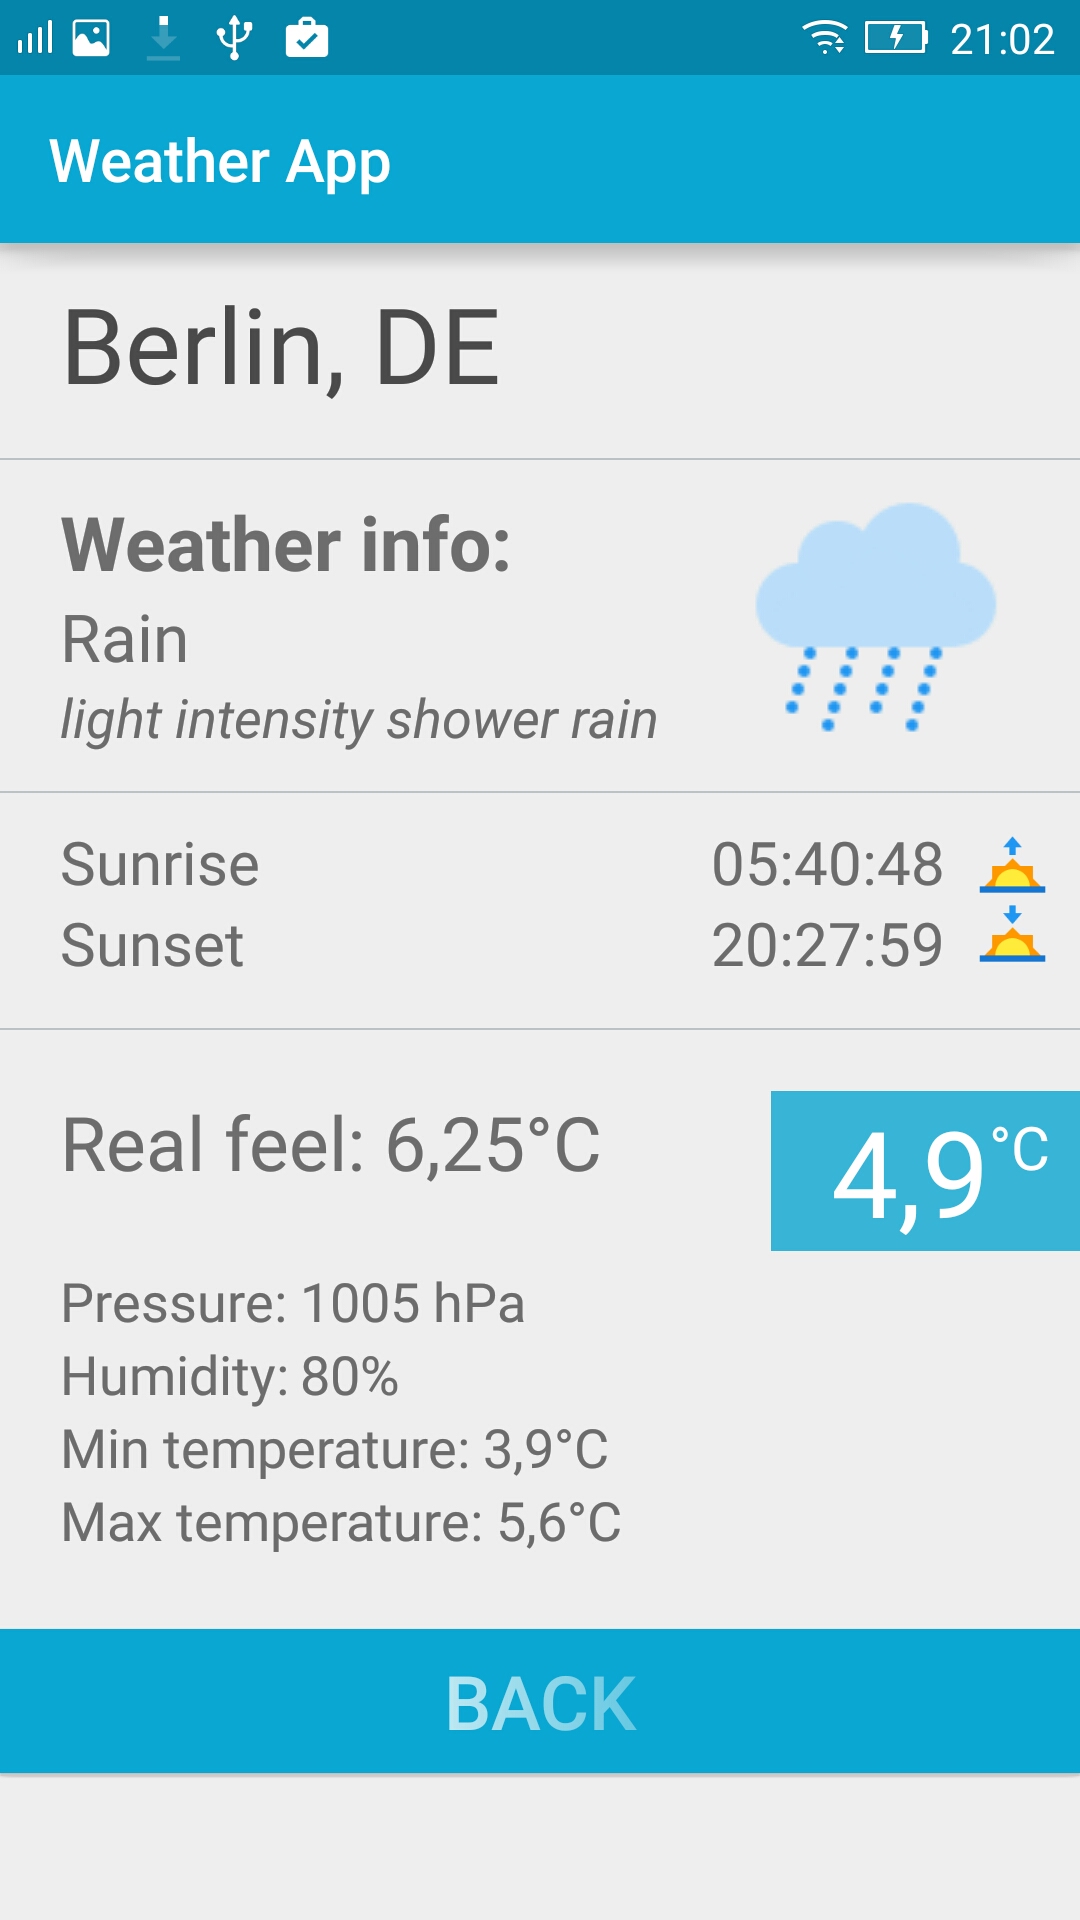 21:02
Weather App
Berlin, DE
Weather info:
Rain
light intensity shower rain
Sunrise 05:40:48
Sunset 20:27:59
Real feel: 6,25°C 4,9°C
Pressure: 1005 hPa
Humidity: 80%
Min temperature: 3,9°C
Max temperature: 5,6°C
BACK